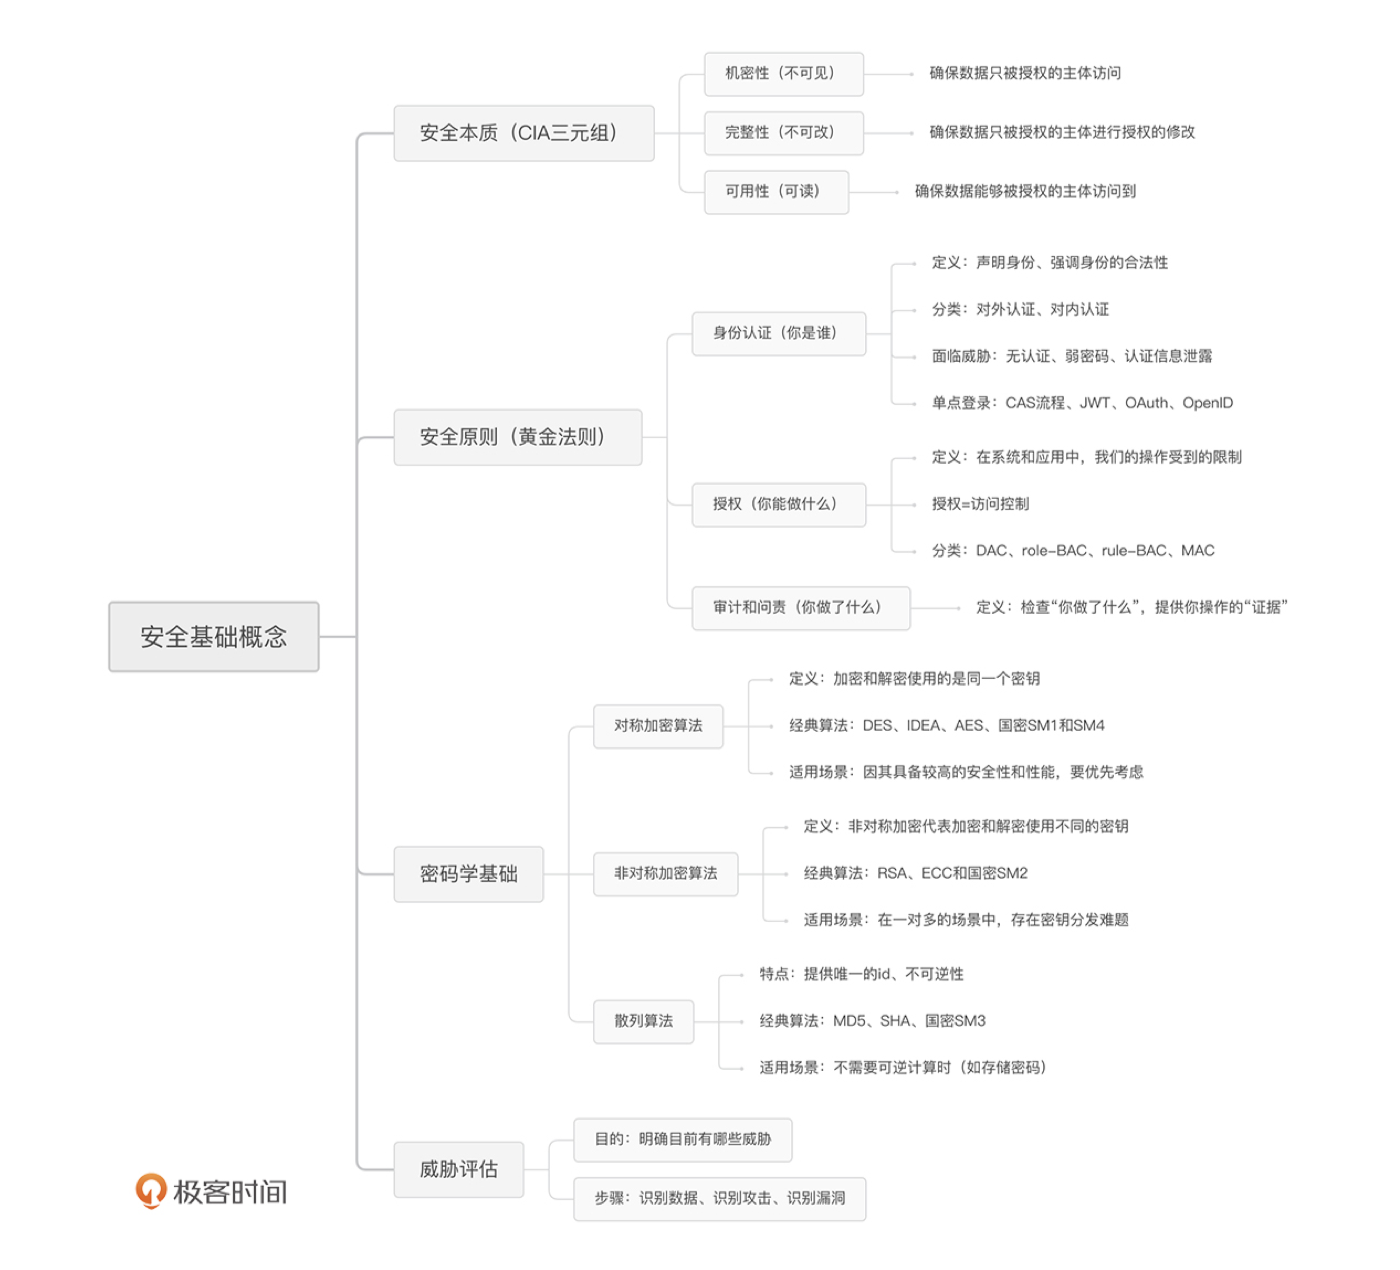 安全基础概念
安全本质（CIA三元组）
机密性（不可见）
确保数据只被授权的主体访问
完整性（不可改）
确保数据只被授权的主体进行授权的修改
可用性（可读）
确保数据能够被授权的主体访问到
安全原则（黄金法则）
身份认证（你是谁）
定义：声明身份、强调身份的合法性
分类：对外认证、对内认证
面临威胁：无认证、弱密码、认证信息泄露
单点登录：CAS流程、JWT、OAuth、OpenID
授权（你能做什么）
定义：在系统和应用中，我们的操作受到的限制
授权=访问控制
分类：DAC、role-BAC、rule-BAC、MAC
审计和问责（你做了什么）
定义：检查“你做了什么”，提供你操作的“证据”
密码学基础
对称加密算法
定义：加密和解密使用的是同一个密钥
经典算法：DES、IDEA、AES、国密SM1和SM4
适用场景：因其具备较高的安全性和性能，要优先考虑
非对称加密算法
定义：非对称加密代表加密和解密使用不同的密钥
经典算法：RSA、ECC和国密SM2
适用场景：在一对多的场景中，存在密钥分发难题
散列算法
特点：提供唯一的id、不可逆性
经典算法：MD5、SHA、国密SM3
适用场景：不需要可逆计算时（如存储密码）
威胁评估
目的：明确目前有哪些威胁
步骤：识别数据、识别攻击、识别漏洞
极客时间